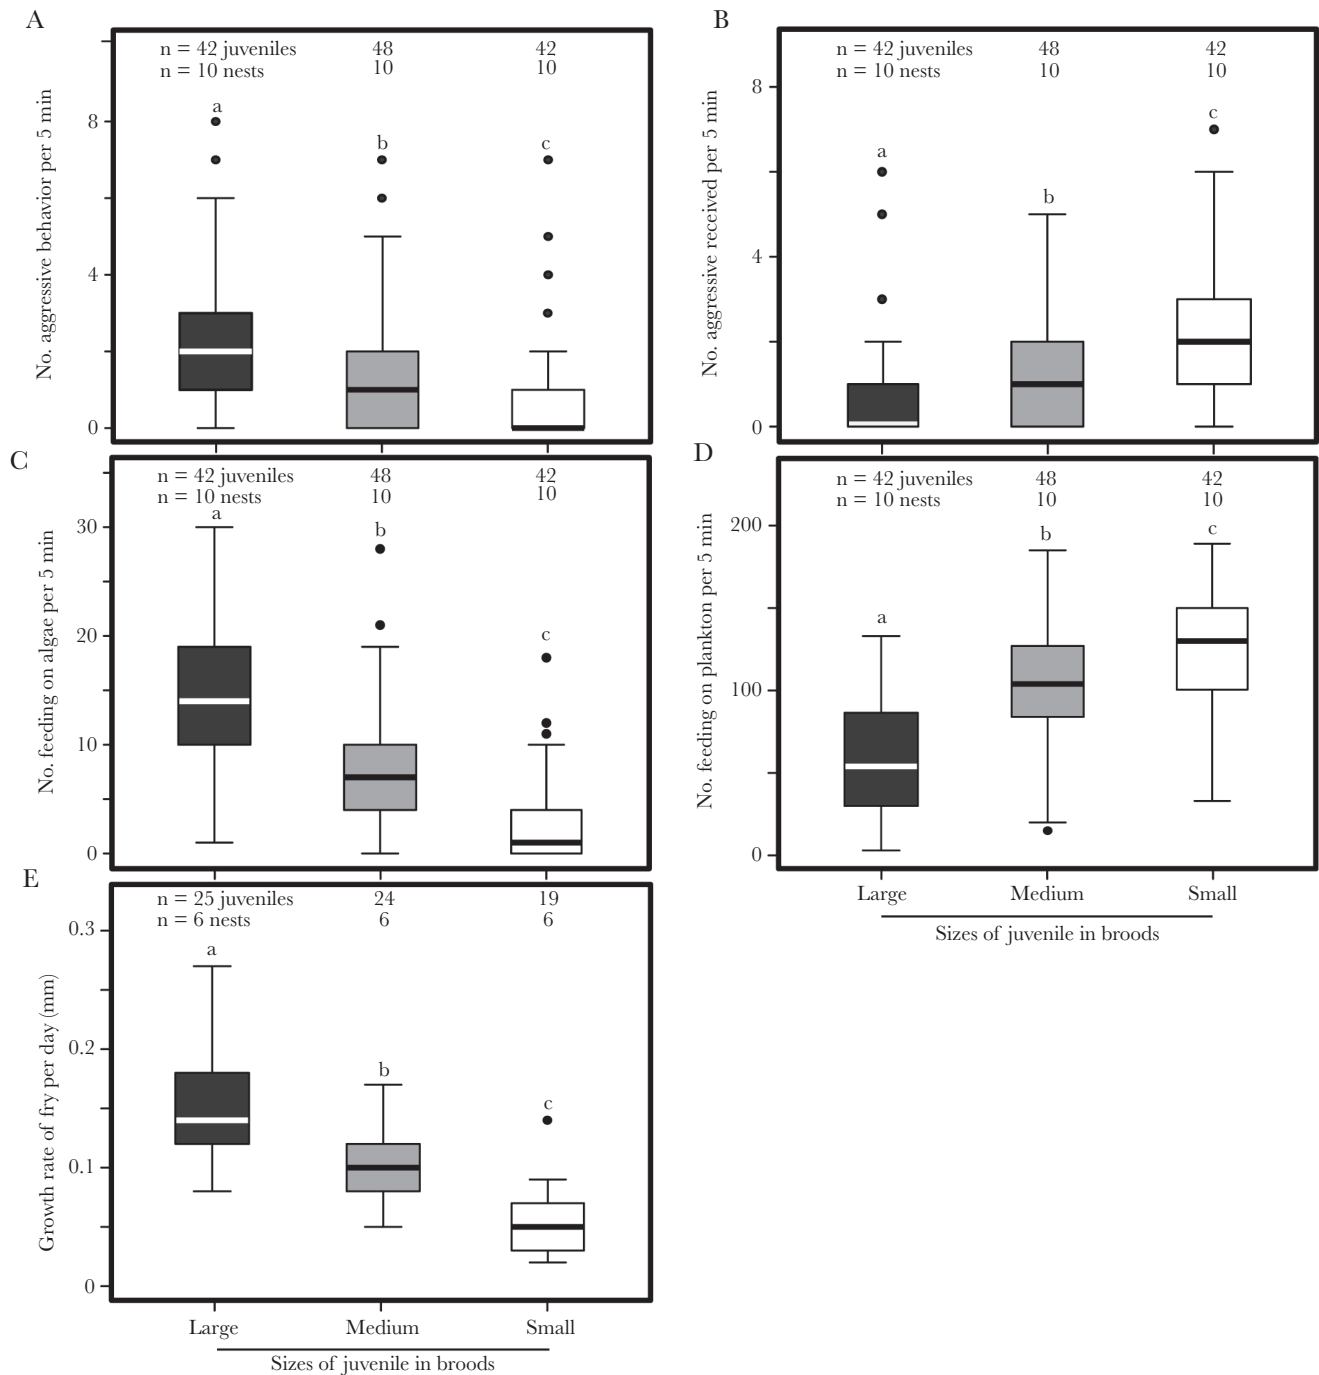 A
n = 42 juveniles 48 42
n = 10 nests 10 10
a
b
c
8
4
0
No. aggressive behavior per 5 min
B
n = 42 juveniles 48 42
n = 10 nests 10 10
a
b
c
8
4
0
No. aggressive received per 5 min
C
n = 42 juveniles 48 42
n = 10 nests 10 10
a
b
c
30
20
10
0
No. feeding on algae per 5 min
D
n = 42 juveniles 48 42
n = 10 nests 10 10
a
b
c
200
100
0
No. feeding on plankton per 5 min
Large Medium Small
Sizes of juvenile in broods
E
n = 25 juveniles 24 19
n = 6 nests 6 6
a
b
c
0.3
0.2
0.1
0
Growth rate of fry per day (mm)
Large Medium Small
Sizes of juvenile in broods